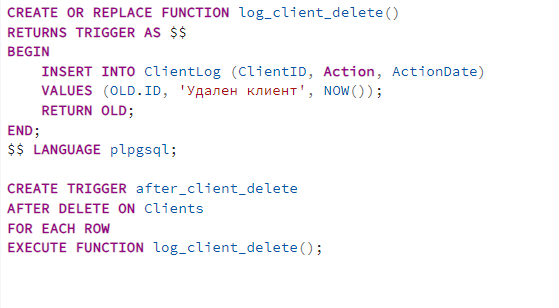 CREATE OR REPLACE FUNCTION log_client_delete()
RETURNS TRIGGER AS $$
BEGIN
    INSERT INTO ClientLog (ClientID, Action, ActionDate)
    VALUES (OLD.ID, 'Удален клиент', NOW());
    RETURN OLD;
END;
$$ LANGUAGE plpgsql;

CREATE TRIGGER after_client_delete
AFTER DELETE ON Clients
FOR EACH ROW
EXECUTE FUNCTION log_client_delete();